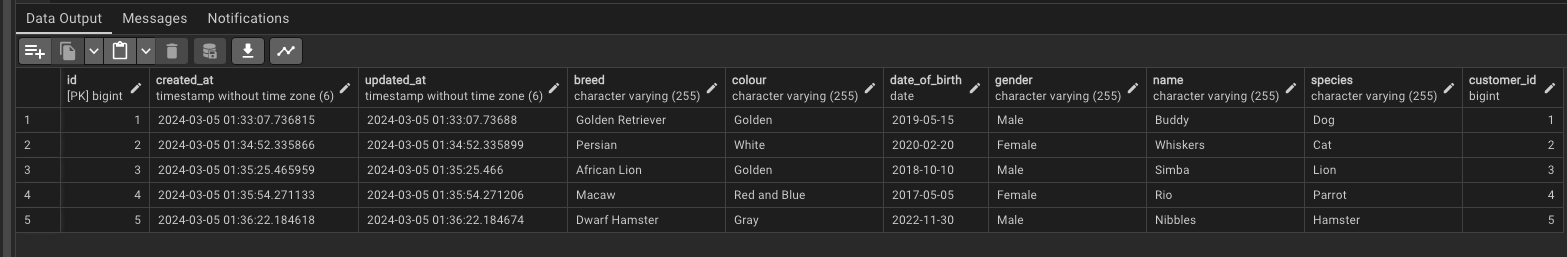 Data Output Messages Notifications
id created_at updated_at breed colour date_of_birth gender name species customer_id
[PK] bigint timestamp without time zone (6) timestamp without time zone (6) character varying (255) character varying (255) date character varying (255) character varying (255) character varying (255) bigint
1 1 2024-03-05 01:33:07.736815 2024-03-05 01:33:07.73688 Golden Retriever Golden 2019-05-15 Male Buddy Dog 1
2 2 2024-03-05 01:34:52.335866 2024-03-05 01:34:52.335899 Persian White 2020-02-20 Female Whiskers Cat 2
3 3 2024-03-05 01:35:25.465959 2024-03-05 01:35:25.466 African Lion Golden 2018-10-10 Male Simba Lion 3
4 4 2024-03-05 01:35:54.271133 2024-03-05 01:35:54.271206 Macaw Red and Blue 2017-05-05 Female Rio Parrot 4
5 5 2024-03-05 01:36:22.184618 2024-03-05 01:36:22.184674 Dwarf Hamster Gray 2022-11-30 Male Nibbles Hamster 5